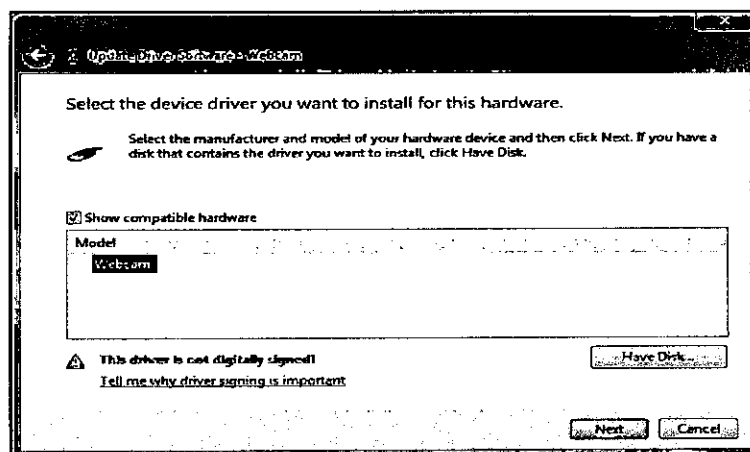 Update Driver Software - Webcam
Select the device driver you want to install for this hardware.
Select the manufacturer and model of your hardware device and then click Next. If you have a
disk that contains the driver you want to install, click Have Disk.
Show compatible hardware
Model
Webcam
This driver is not digitally signed!
Have Disk...
Tell me why driver signing is important
Next
Cancel